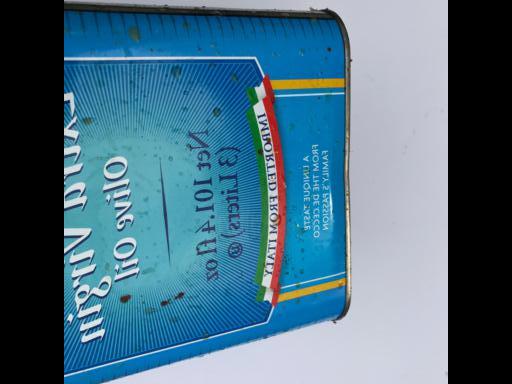 Extra Virgin
Olive Oil
Net 101.4 fl oz
(3 Liters) ℮
IMPORTED FROM ITALY
A UNIQUE TASTE
FROM THE DE CECCO
FAMILY'S PASSION